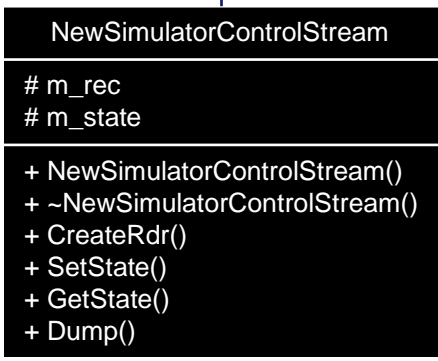 NewSimulatorControlStream
# m_rec
# m_state
+ NewSimulatorControlStream()
+ ~NewSimulatorControlStream()
+ CreateRdr()
+ SetState()
+ GetState()
+ Dump()